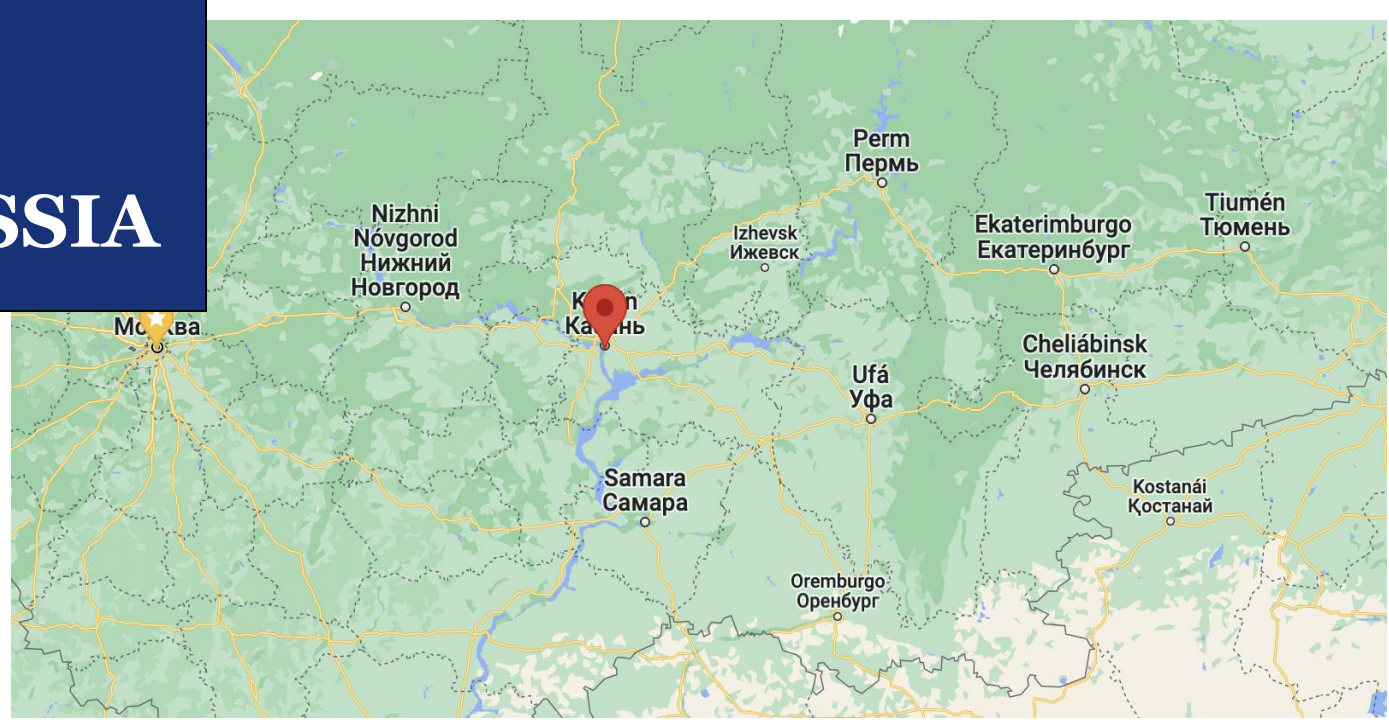 SSIA
Perm
Пермь
Nizhni
Nóvgorod
Нижний
Новгород
Izhevsk
Ижевск
Ekaterimburgo
Екатеринбург
Tiumén
Тюмень
Cheliábinsk
Челябинск
Ufá
Уфа
Samara
Самара
Kostanái
Қостанай
Oremburgo
Оренбург